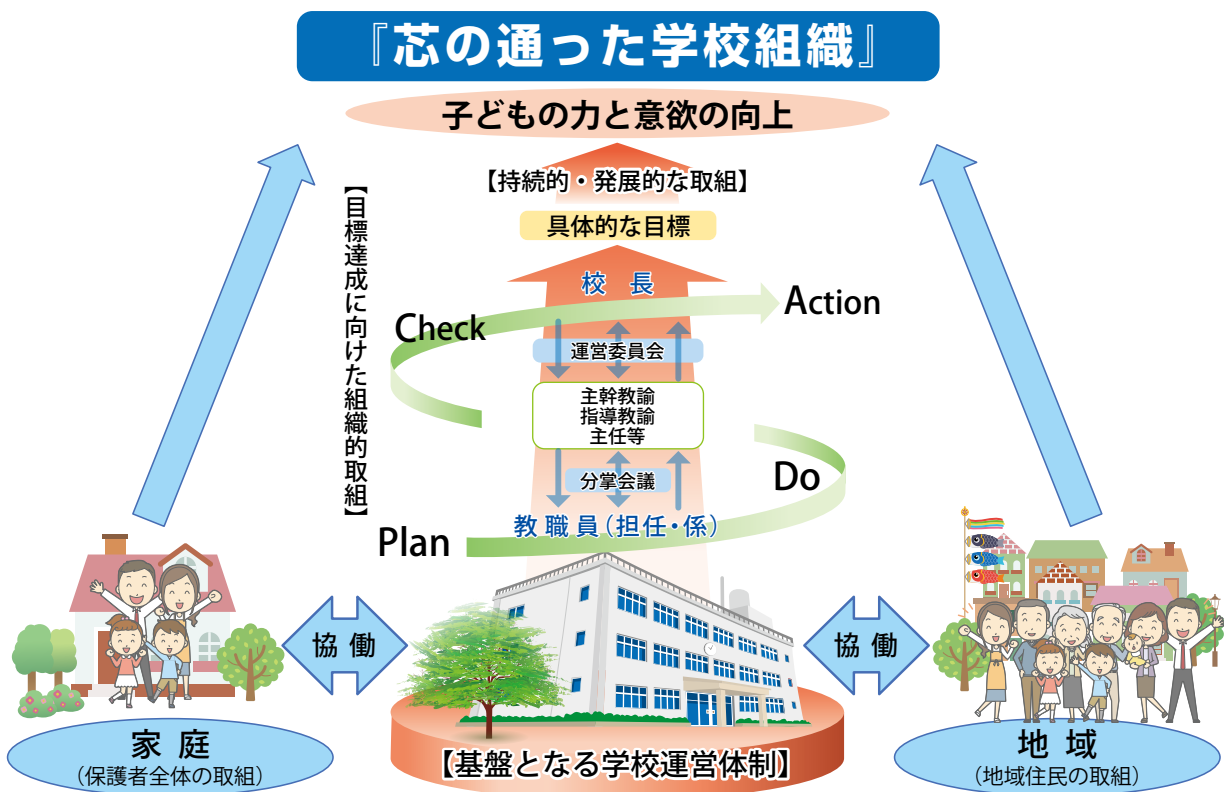 『芯の通った学校組織』
子どもの力と意欲の向上
【持続的・発展的な取組】
【目標達成に向けた組織的取組】
具体的な目標
校 長
Action
Check
運営委員会
主幹教諭
指導教諭
主任等
分掌会議
Do
教職員(担任・係)
Plan
協 働
協 働
家 庭
(保護者全体の取組)
【基盤となる学校運営体制】
地 域
(地域住民の取組)